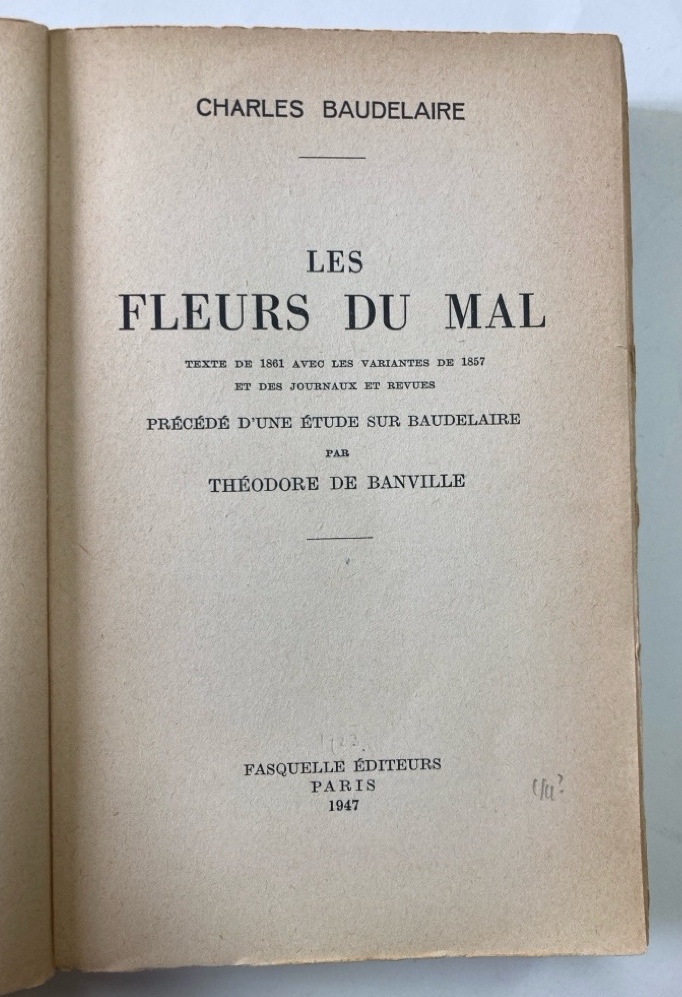 CHARLES BAUDELAIRE
LES
FLEURS DU MAL
TEXTE DE 1861 AVEC LES VARIANTES DE 1857
ET DES JOURNAUX ET REVUES
PRÉCÉDÉ D'UNE ÉTUDE SUR BAUDELAIRE
PAR
THÉODORE DE BANVILLE
FASQUELLE ÉDITEURS
PARIS
1947